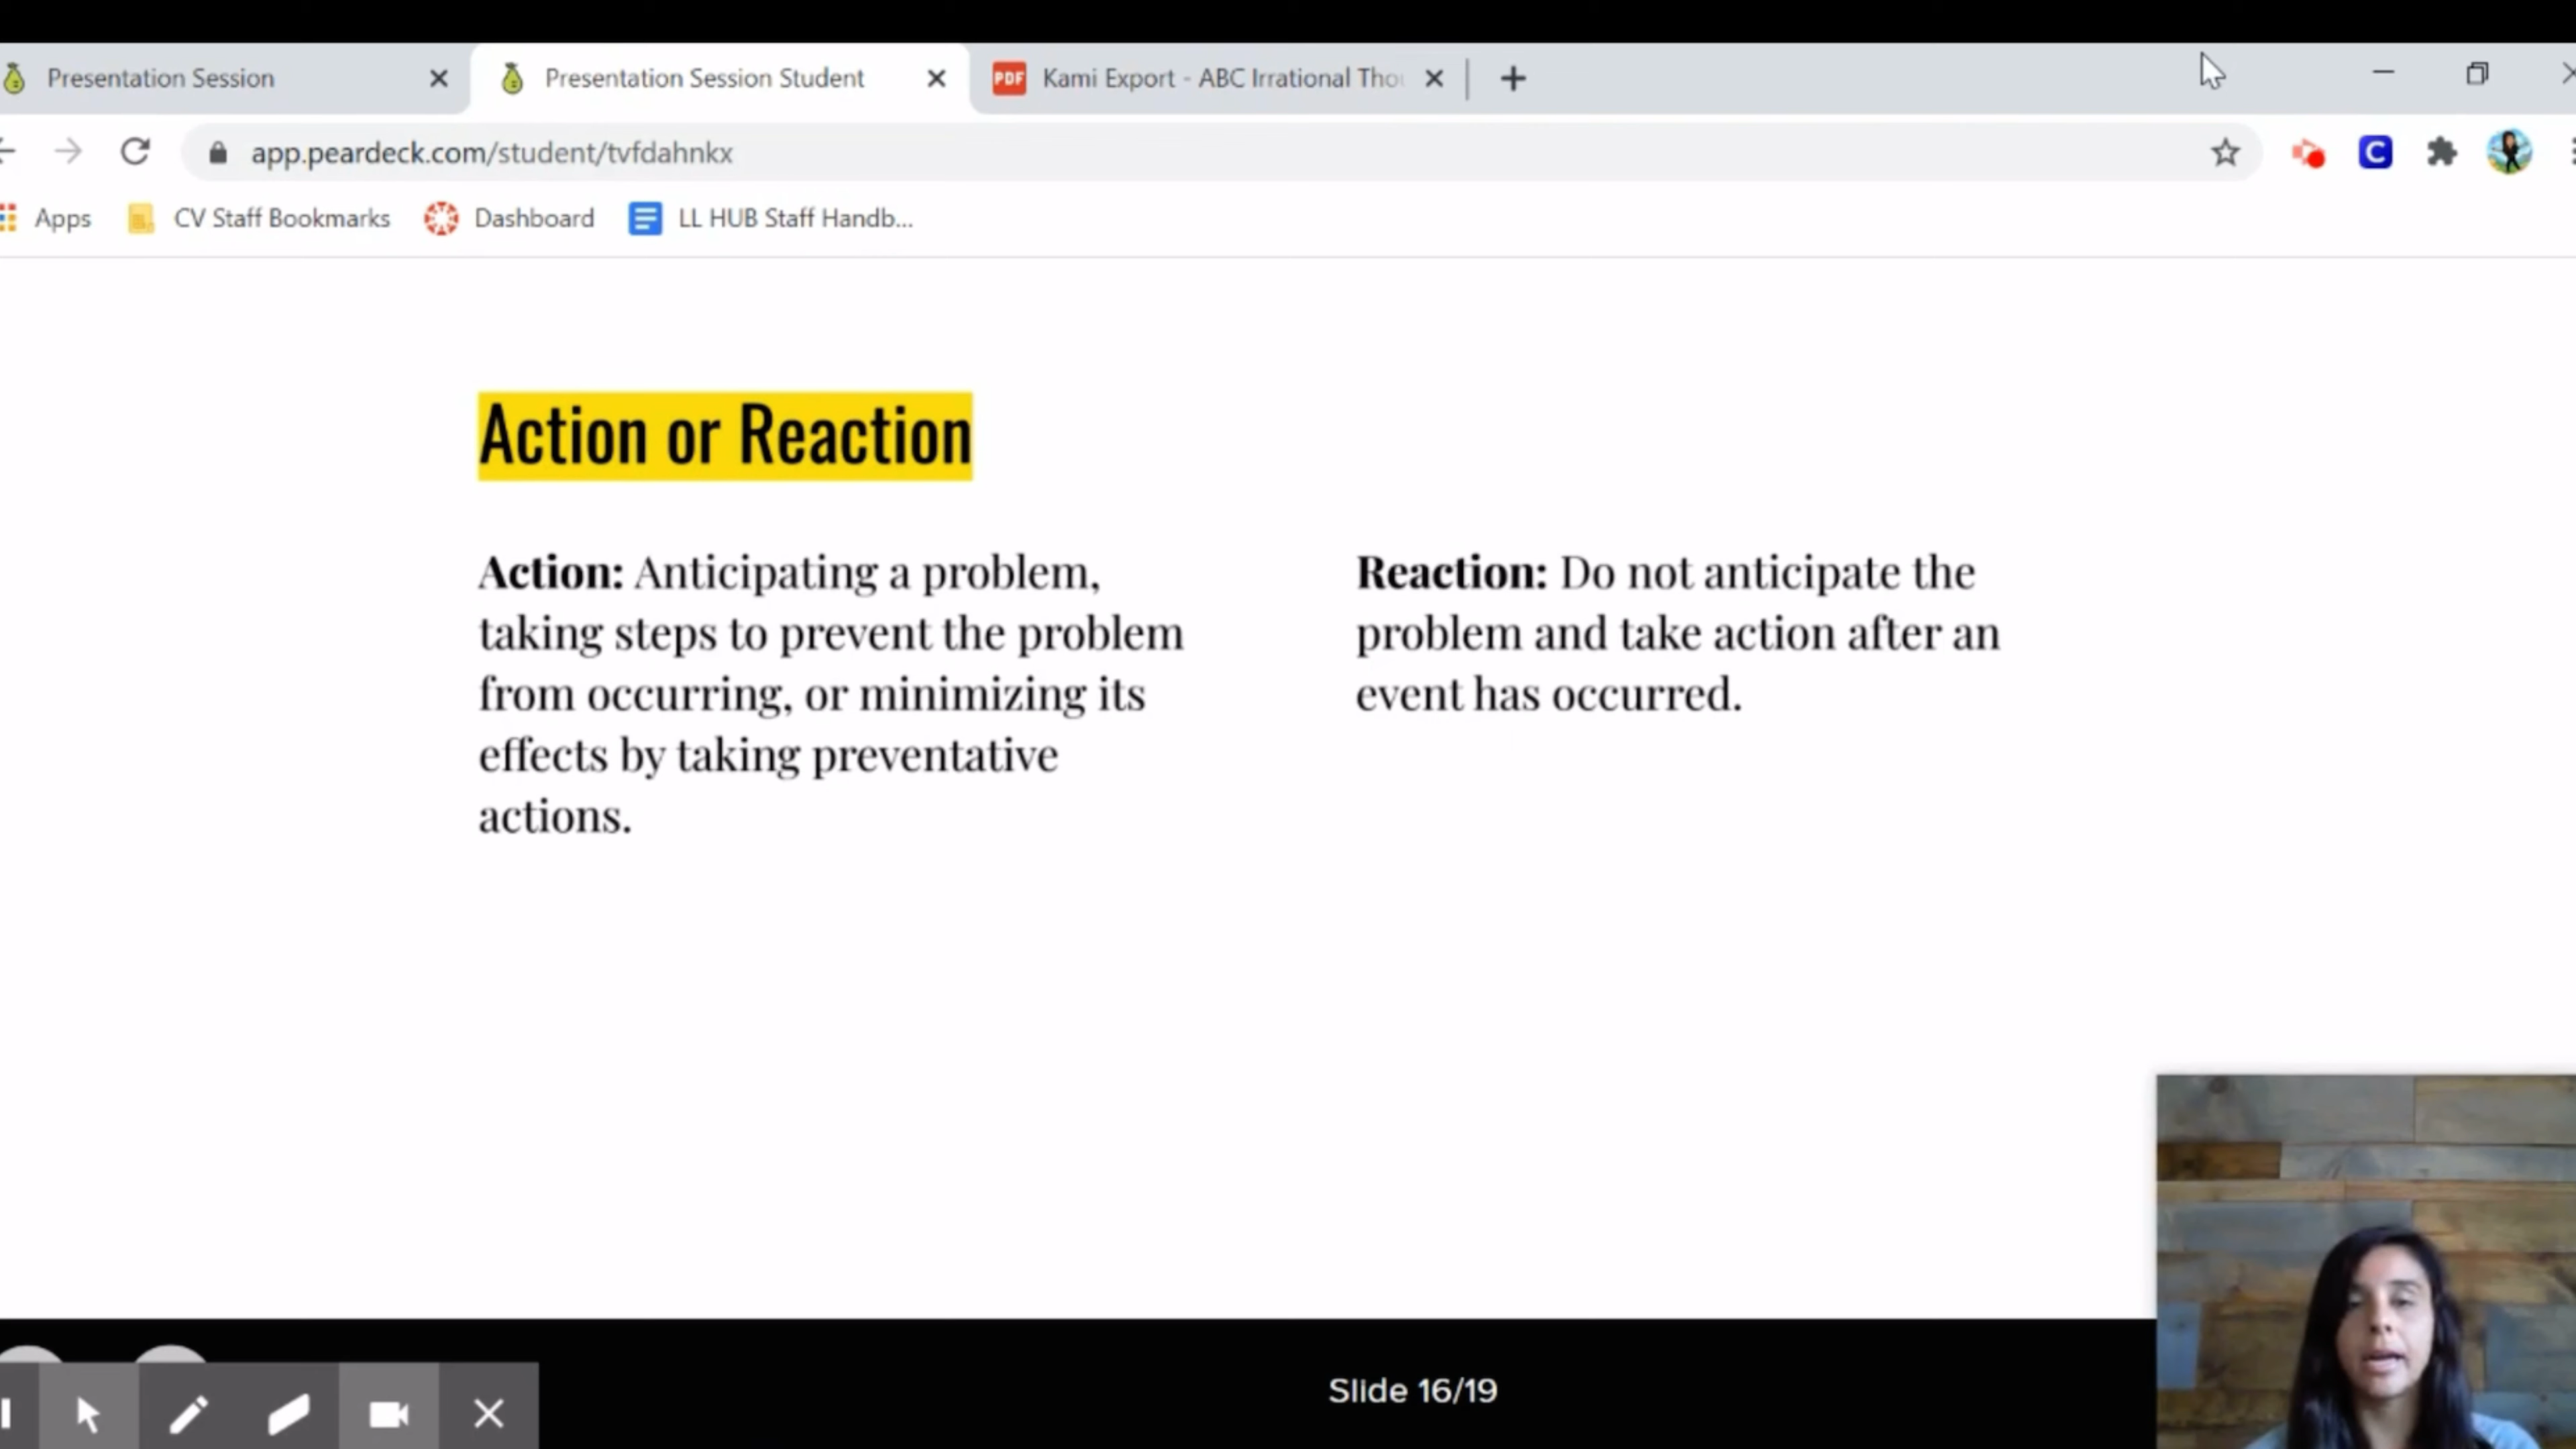 Presentation Session
Presentation Session Student
PDF Kami Export - ABC Irrational Tho
app.peardeck.com/student/tvfdahnkx
C
Apps
CV Staff Bookmarks
Dashboard
LL HUB Staff Handb...
Action or Reaction
Action: Anticipating a problem,
taking steps to prevent the problem
from occurring, or minimizing its
effects by taking preventative
actions.
Reaction: Do not anticipate the
problem and take action after an
event has occurred.
Slide 16/19